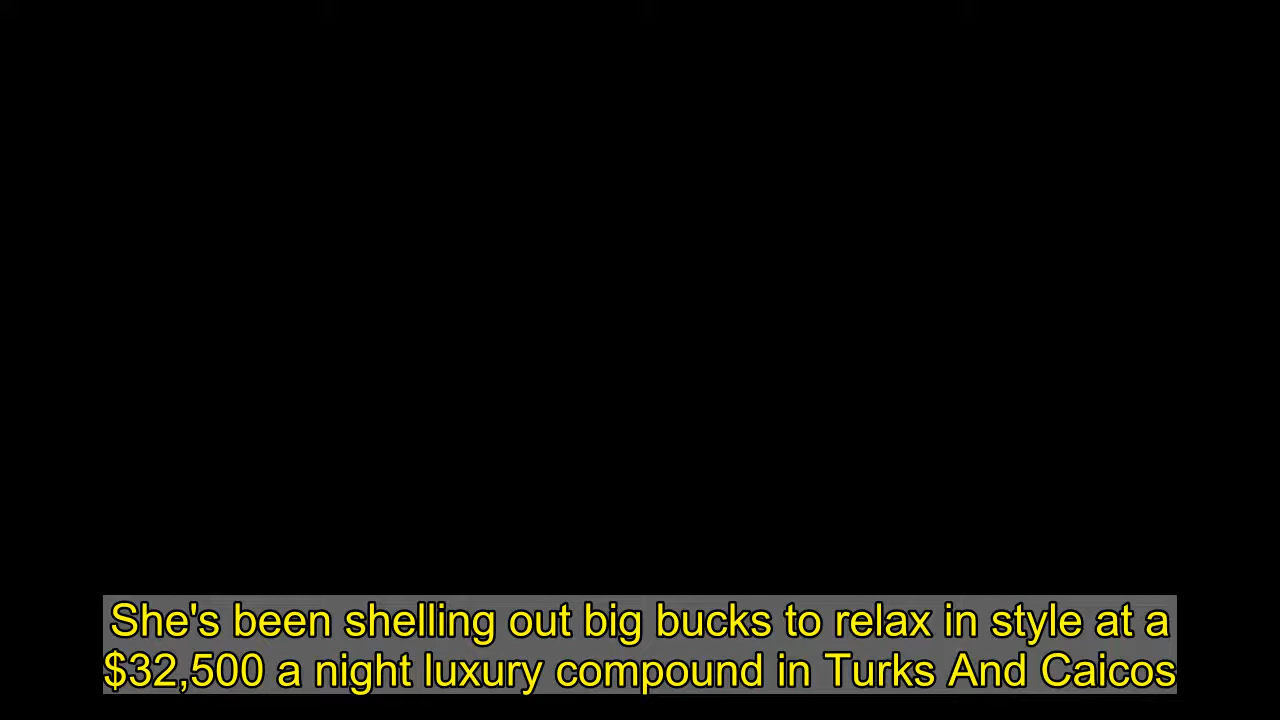 She's been shelling out big bucks to relax in style at a
$32,500 a night luxury compound in Turks And Caicos